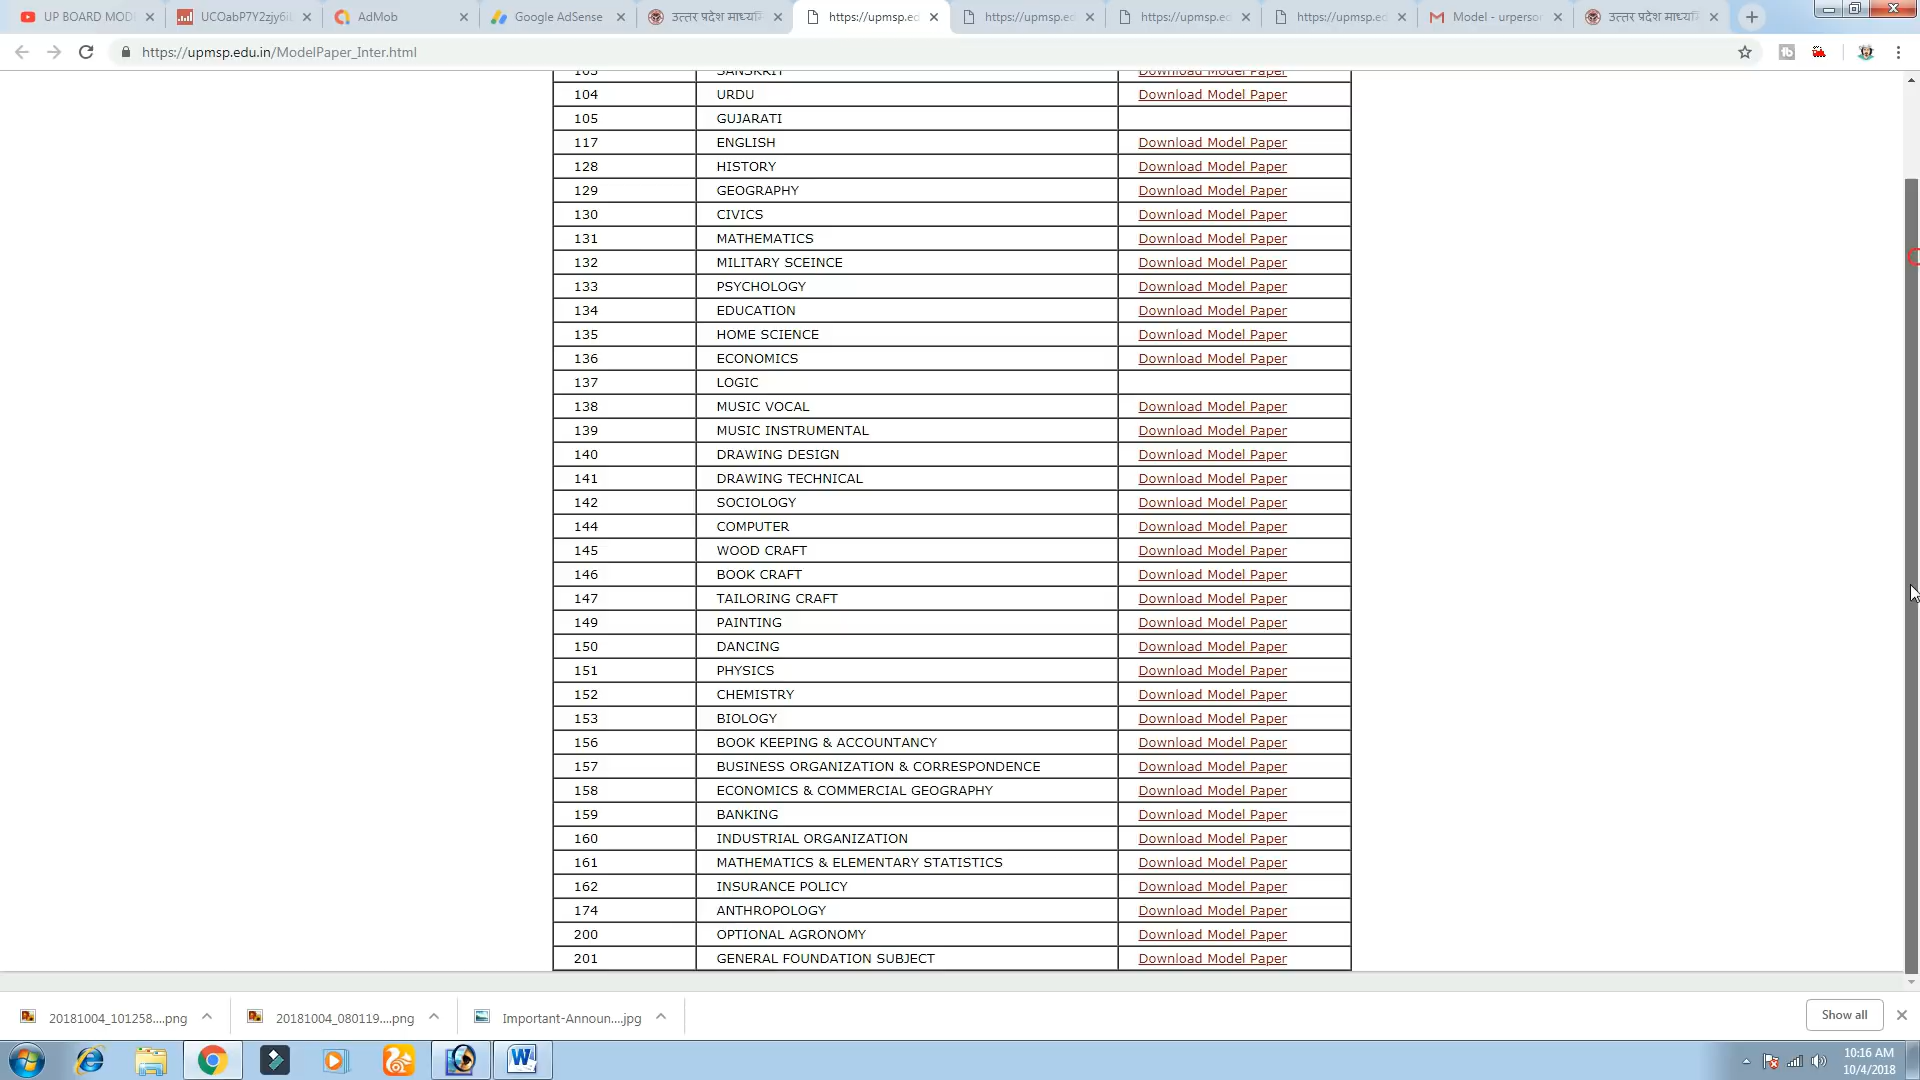 UP BOARD MOD
UCOabP7Y2zjy6i
AdMob
Google AdSense
उत्तर प्रदेश माध्यमि
https://upmsp.ed
https://upmsp.ed
https://upmsp.ed
https://upmsp.ed
Model - urperso
उत्तर प्रदेश माध्यमि
https://upmsp.edu.in/ModelPaper_Inter.html
103 SANSKRIT Download Model Paper
104 URDU Download Model Paper
105 GUJARATI
117 ENGLISH Download Model Paper
128 HISTORY Download Model Paper
129 GEOGRAPHY Download Model Paper
130 CIVICS Download Model Paper
131 MATHEMATICS Download Model Paper
132 MILITARY SCEINCE Download Model Paper
133 PSYCHOLOGY Download Model Paper
134 EDUCATION Download Model Paper
135 HOME SCIENCE Download Model Paper
136 ECONOMICS Download Model Paper
137 LOGIC
138 MUSIC VOCAL Download Model Paper
139 MUSIC INSTRUMENTAL Download Model Paper
140 DRAWING DESIGN Download Model Paper
141 DRAWING TECHNICAL Download Model Paper
142 SOCIOLOGY Download Model Paper
144 COMPUTER Download Model Paper
145 WOOD CRAFT Download Model Paper
146 BOOK CRAFT Download Model Paper
147 TAILORING CRAFT Download Model Paper
149 PAINTING Download Model Paper
150 DANCING Download Model Paper
151 PHYSICS Download Model Paper
152 CHEMISTRY Download Model Paper
153 BIOLOGY Download Model Paper
156 BOOK KEEPING & ACCOUNTANCY Download Model Paper
157 BUSINESS ORGANIZATION & CORRESPONDENCE Download Model Paper
158 ECONOMICS & COMMERCIAL GEOGRAPHY Download Model Paper
159 BANKING Download Model Paper
160 INDUSTRIAL ORGANIZATION Download Model Paper
161 MATHEMATICS & ELEMENTARY STATISTICS Download Model Paper
162 INSURANCE POLICY Download Model Paper
174 ANTHROPOLOGY Download Model Paper
200 OPTIONAL AGRONOMY Download Model Paper
201 GENERAL FOUNDATION SUBJECT Download Model Paper
20181004_101258....png
20181004_080119....png
Important-Announ....jpg
Show all
10:16 AM
10/4/2018